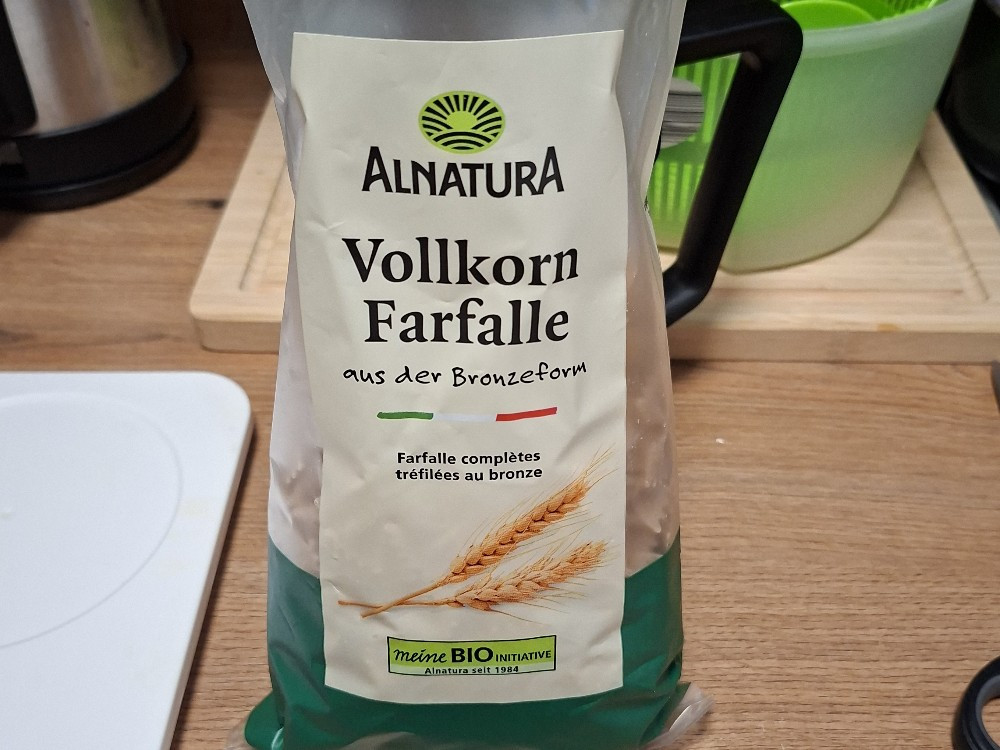 ALNATURA
Vollkorn
Farfalle
aus der Bronzeform
Farfalle complètes
tréfilées au bronze
meine BIO INITIATIVE
Alnatura seit 1984